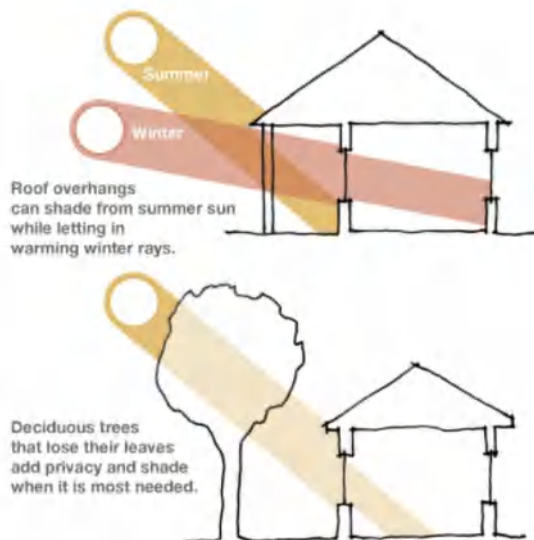 Summer
Winter
Roof overhangs
can shade from summer sun
while letting in
warming winter rays.
Deciduous trees
that lose their leaves
add privacy and shade
when it is most needed.